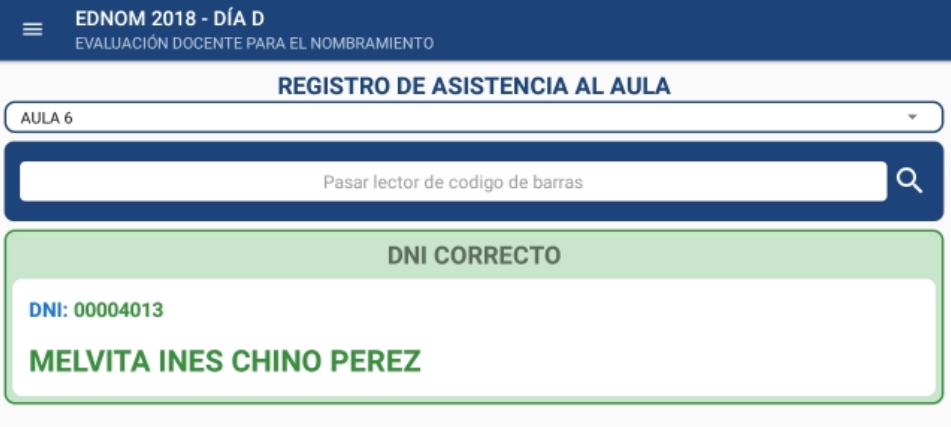 EDNOM 2018 - DÍA D
EVALUACIÓN DOCENTE PARA EL NOMBRAMIENTO
REGISTRO DE ASISTENCIA AL AULA
AULA 6
Pasar lector de codigo de barras
DNI CORRECTO
DNI: 00004013
MELVITA INES CHINO PEREZ